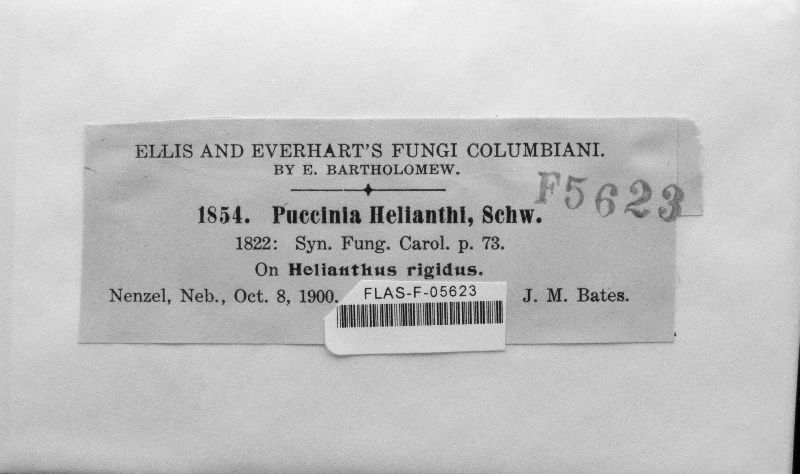 ELLIS AND EVERHART'S FUNGI COLUMBIANI.
BY E. BARTHOLOMEW.
F5623
1854. Puccinia Helianthi, Schw.
1822: Syn. Fung. Carol. p. 73.
On Helianthus rigidus.
Nenzel, Neb., Oct. 8, 1900. J. M. Bates.
FLAS-F-05623